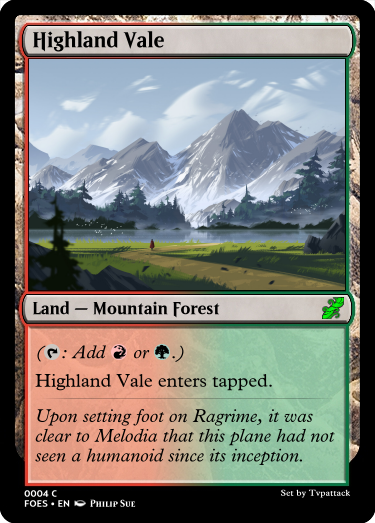 Highland Vale
Land — Mountain Forest
(: Add or .)
Highland Vale enters tapped.
Upon setting foot on Ragrime, it was
clear to Melodia that this plane had not
seen a humanoid since its inception.
0004 C
FOES • EN Philip Sue
Set by Tvpattack